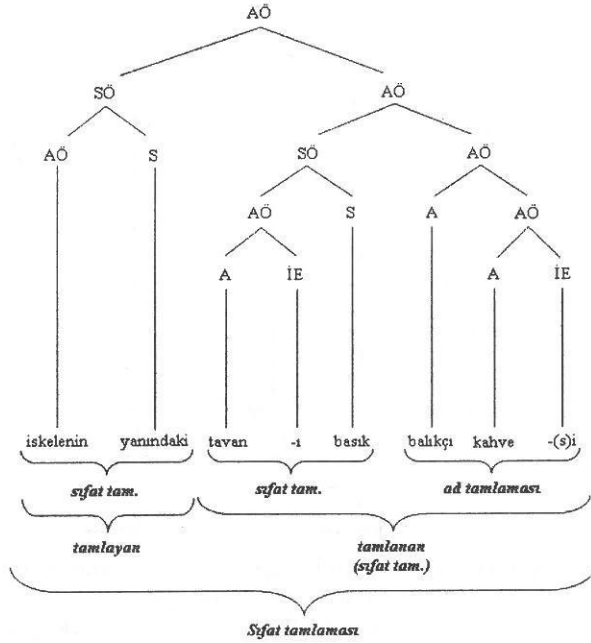 AÖ
SÖ AÖ
AÖ S SÖ AÖ
AÖ S A AÖ
A İE A İE
iskelenin yanındaki tavan -ı basık balıkçı kahve -(s)i
sıfat tam. sıfat tam. ad tamlaması
tamlayan tamlanan
(sıfat tam.)
Sıfat tamlaması